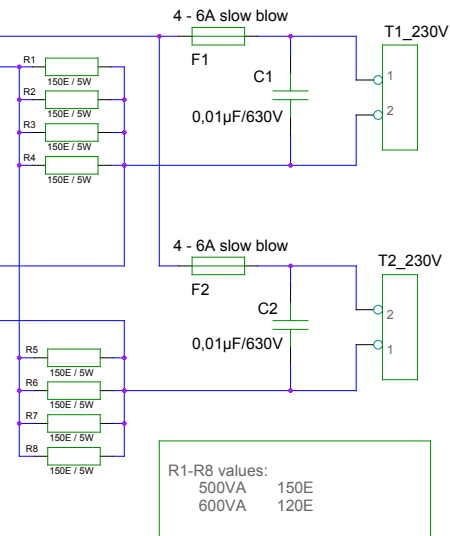 4 - 6A slow blow
T1_230V
F1
R1
150E / 5W
C1
1
R2
150E / 5W
2
0,01µF/630V
R3
150E / 5W
R4
150E / 5W
4 - 6A slow blow
T2_230V
F2
C2
2
0,01µF/630V
1
R5
150E / 5W
R6
150E / 5W
R7
150E / 5W
R8
150E / 5W
R1-R8 values:
500VA 150E
600VA 120E